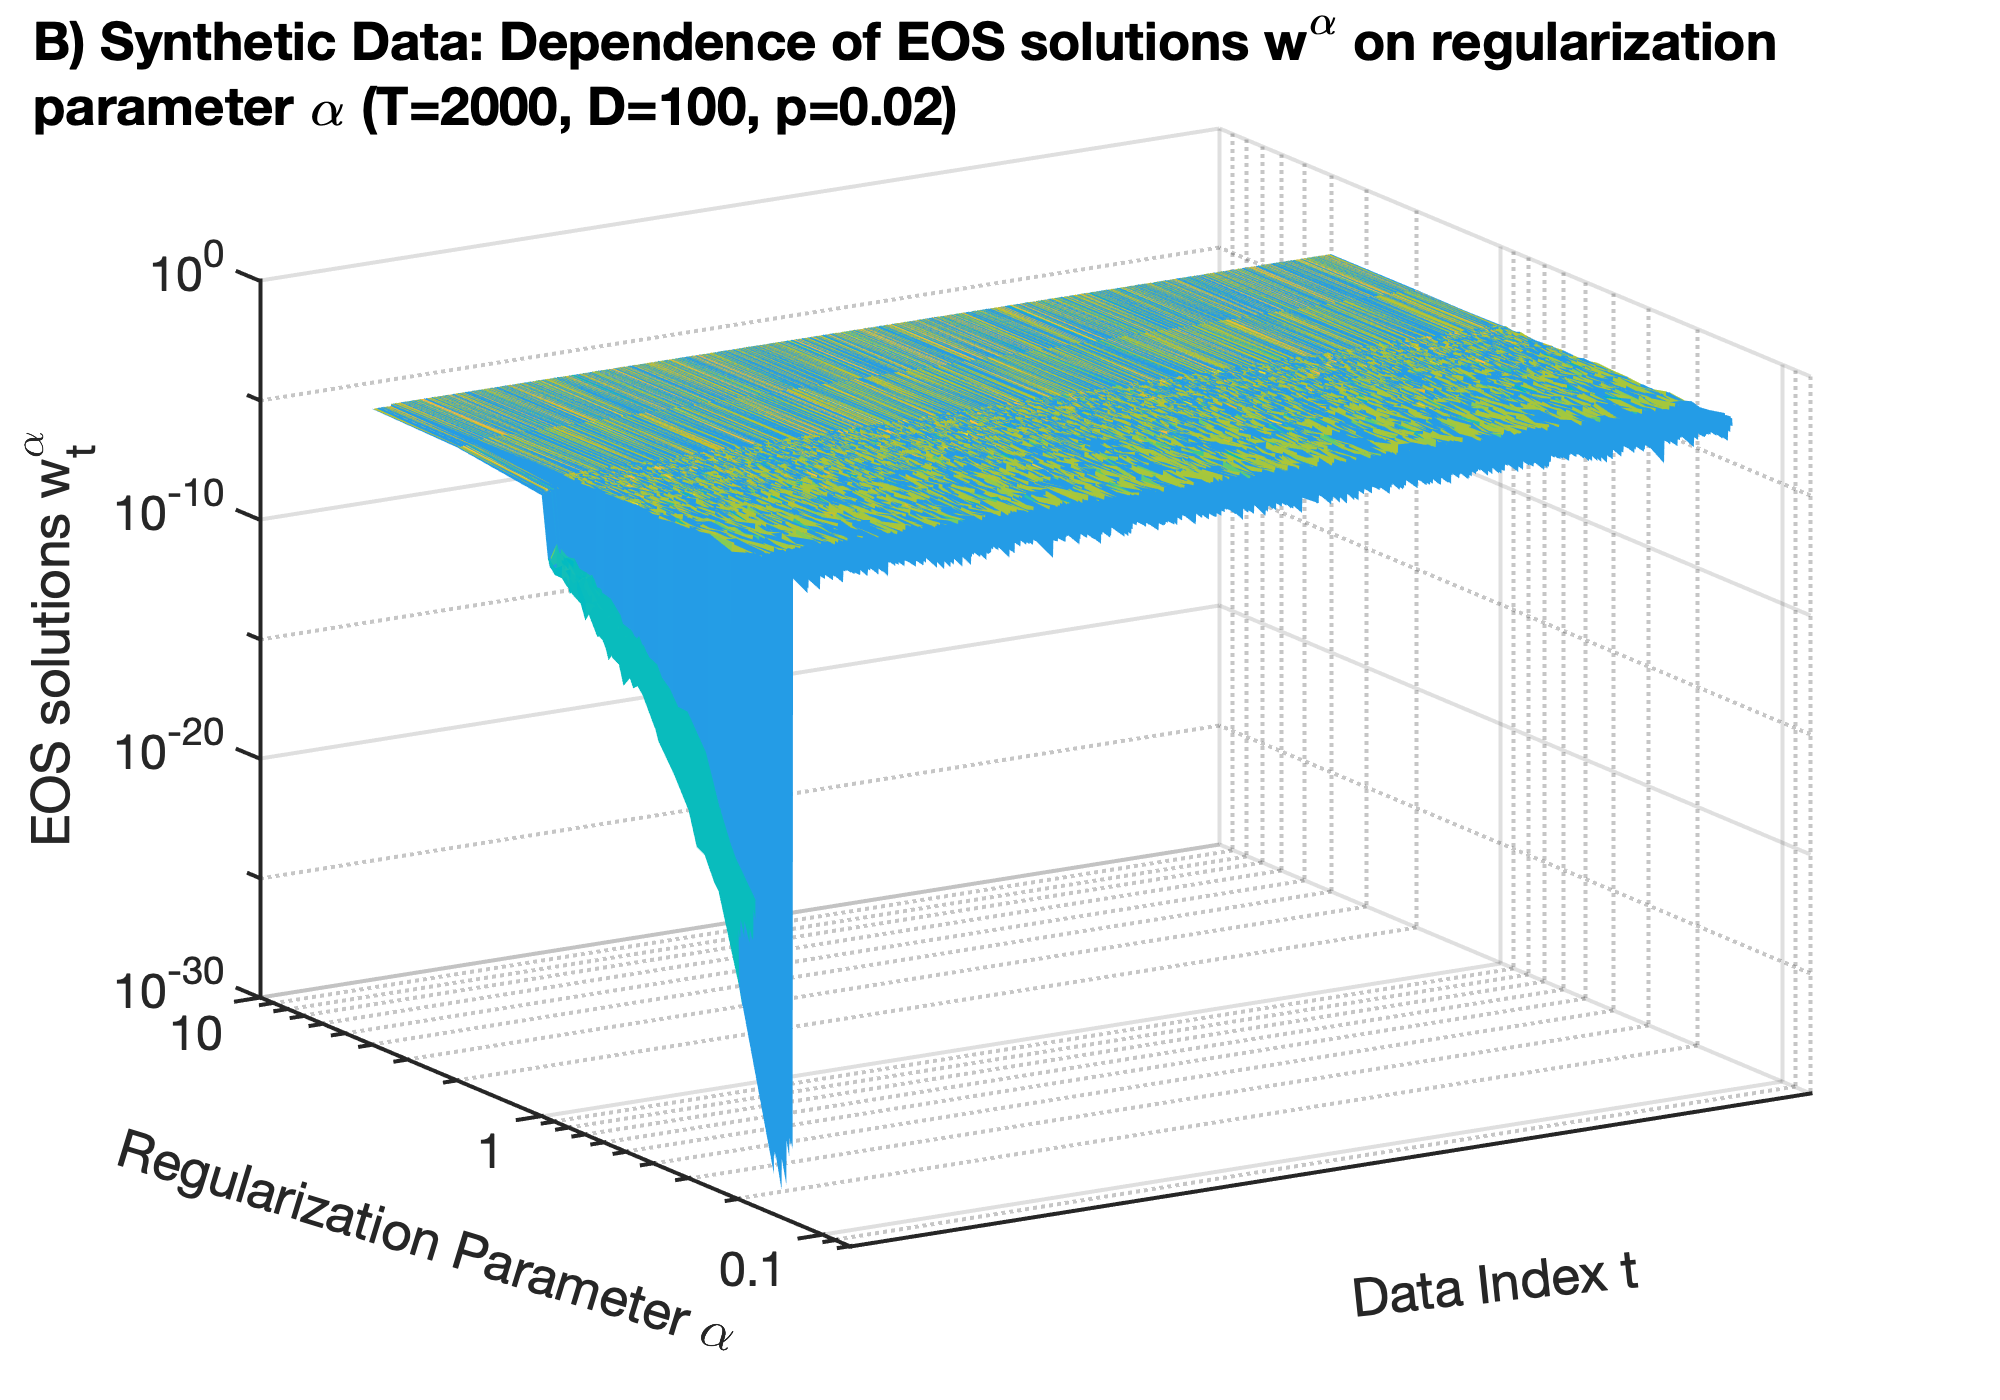 B) Synthetic Data: Dependence of EOS solutions w^α on regularization
parameter α (T=2000, D=100, p=0.02)
10^0
10^-10
10^-20
10^-30
EOS solutions w_t^α
10
1
0.1
Regularization Parameter α
Data Index t